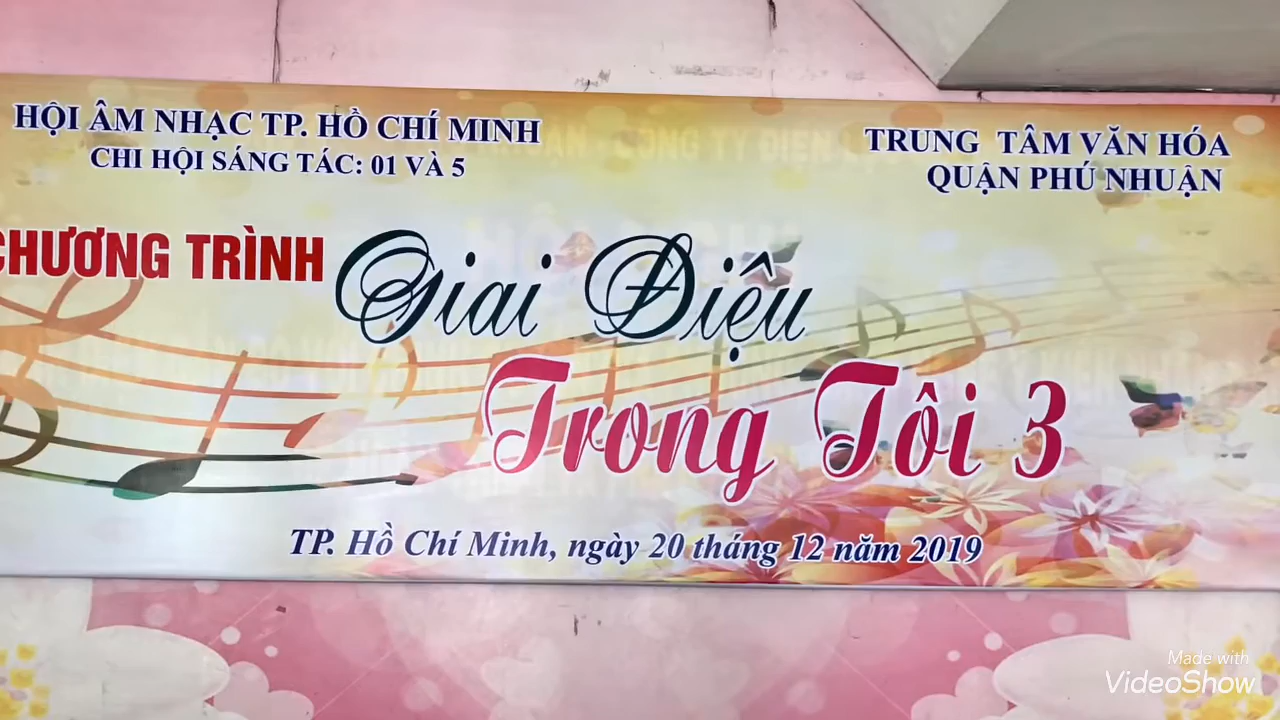 HỘI ÂM NHẠC TP. HỒ CHÍ MINH
CHI HỘI SÁNG TÁC: 01 VÀ 5
TRUNG TÂM VĂN HÓA
QUẬN PHÚ NHUẬN
CHƯƠNG TRÌNH Giai Điệu
Trong Tôi 3
TP. Hồ Chí Minh, ngày 20 tháng 12 năm 2019
Made with
VideoShow